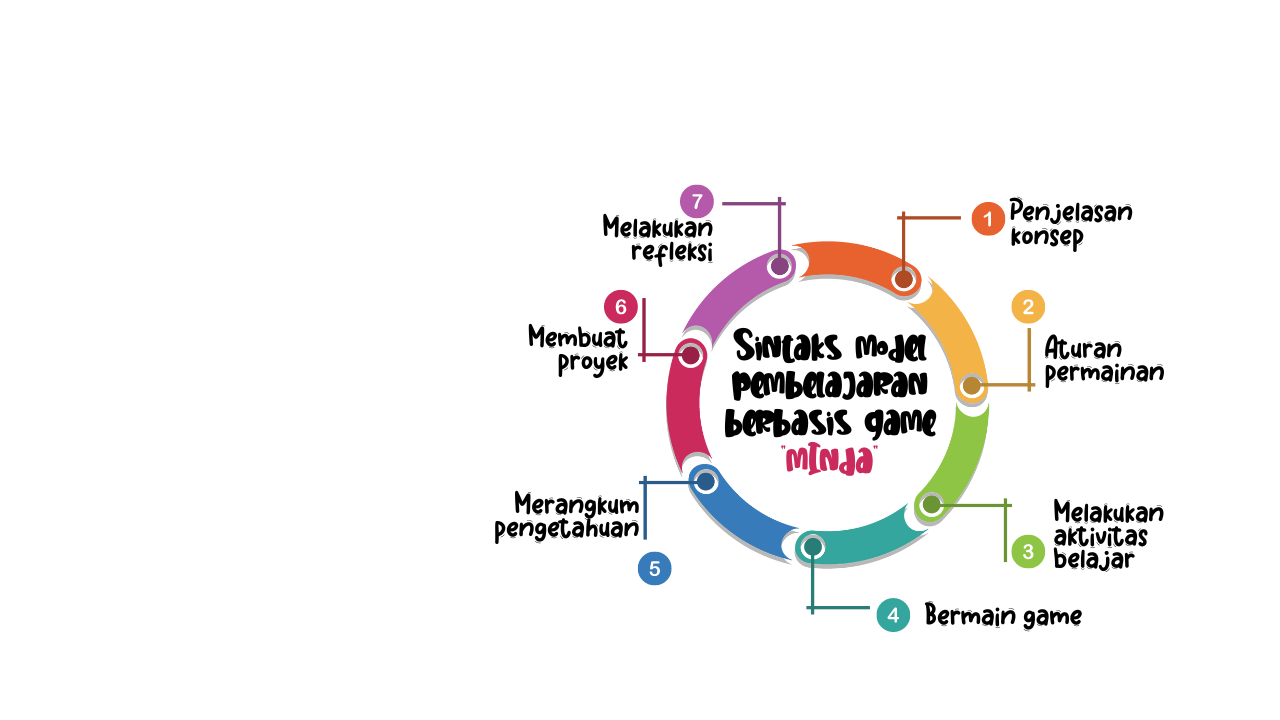 Sintaks Model
pembelajaran
berbasis game
"MINDA"
1
Penjelasan
konsep
2
Aturan
permainan
3
Melakukan
aktivitas
belajar
4
Bermain game
5
Merangkum
pengetahuan
6
Membuat
proyek
7
Melakukan
refleksi